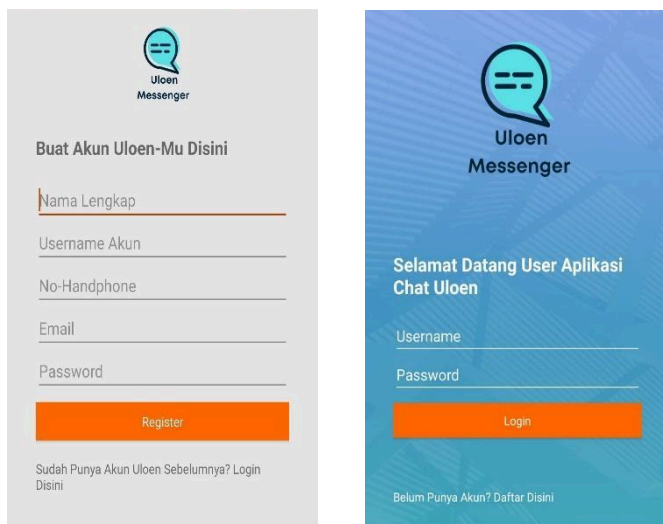 Uloen
Messenger
Buat Akun Uloen-Mu Disini
Nama Lengkap
Username Akun
No-Handphone
Email
Password
Register
Sudah Punya Akun Uloen Sebelumnya? Login
Disini
Uloen
Messenger
Selamat Datang User Aplikasi
Chat Uloen
Username
Password
Login
Belum Punya Akun? Daftar Disini